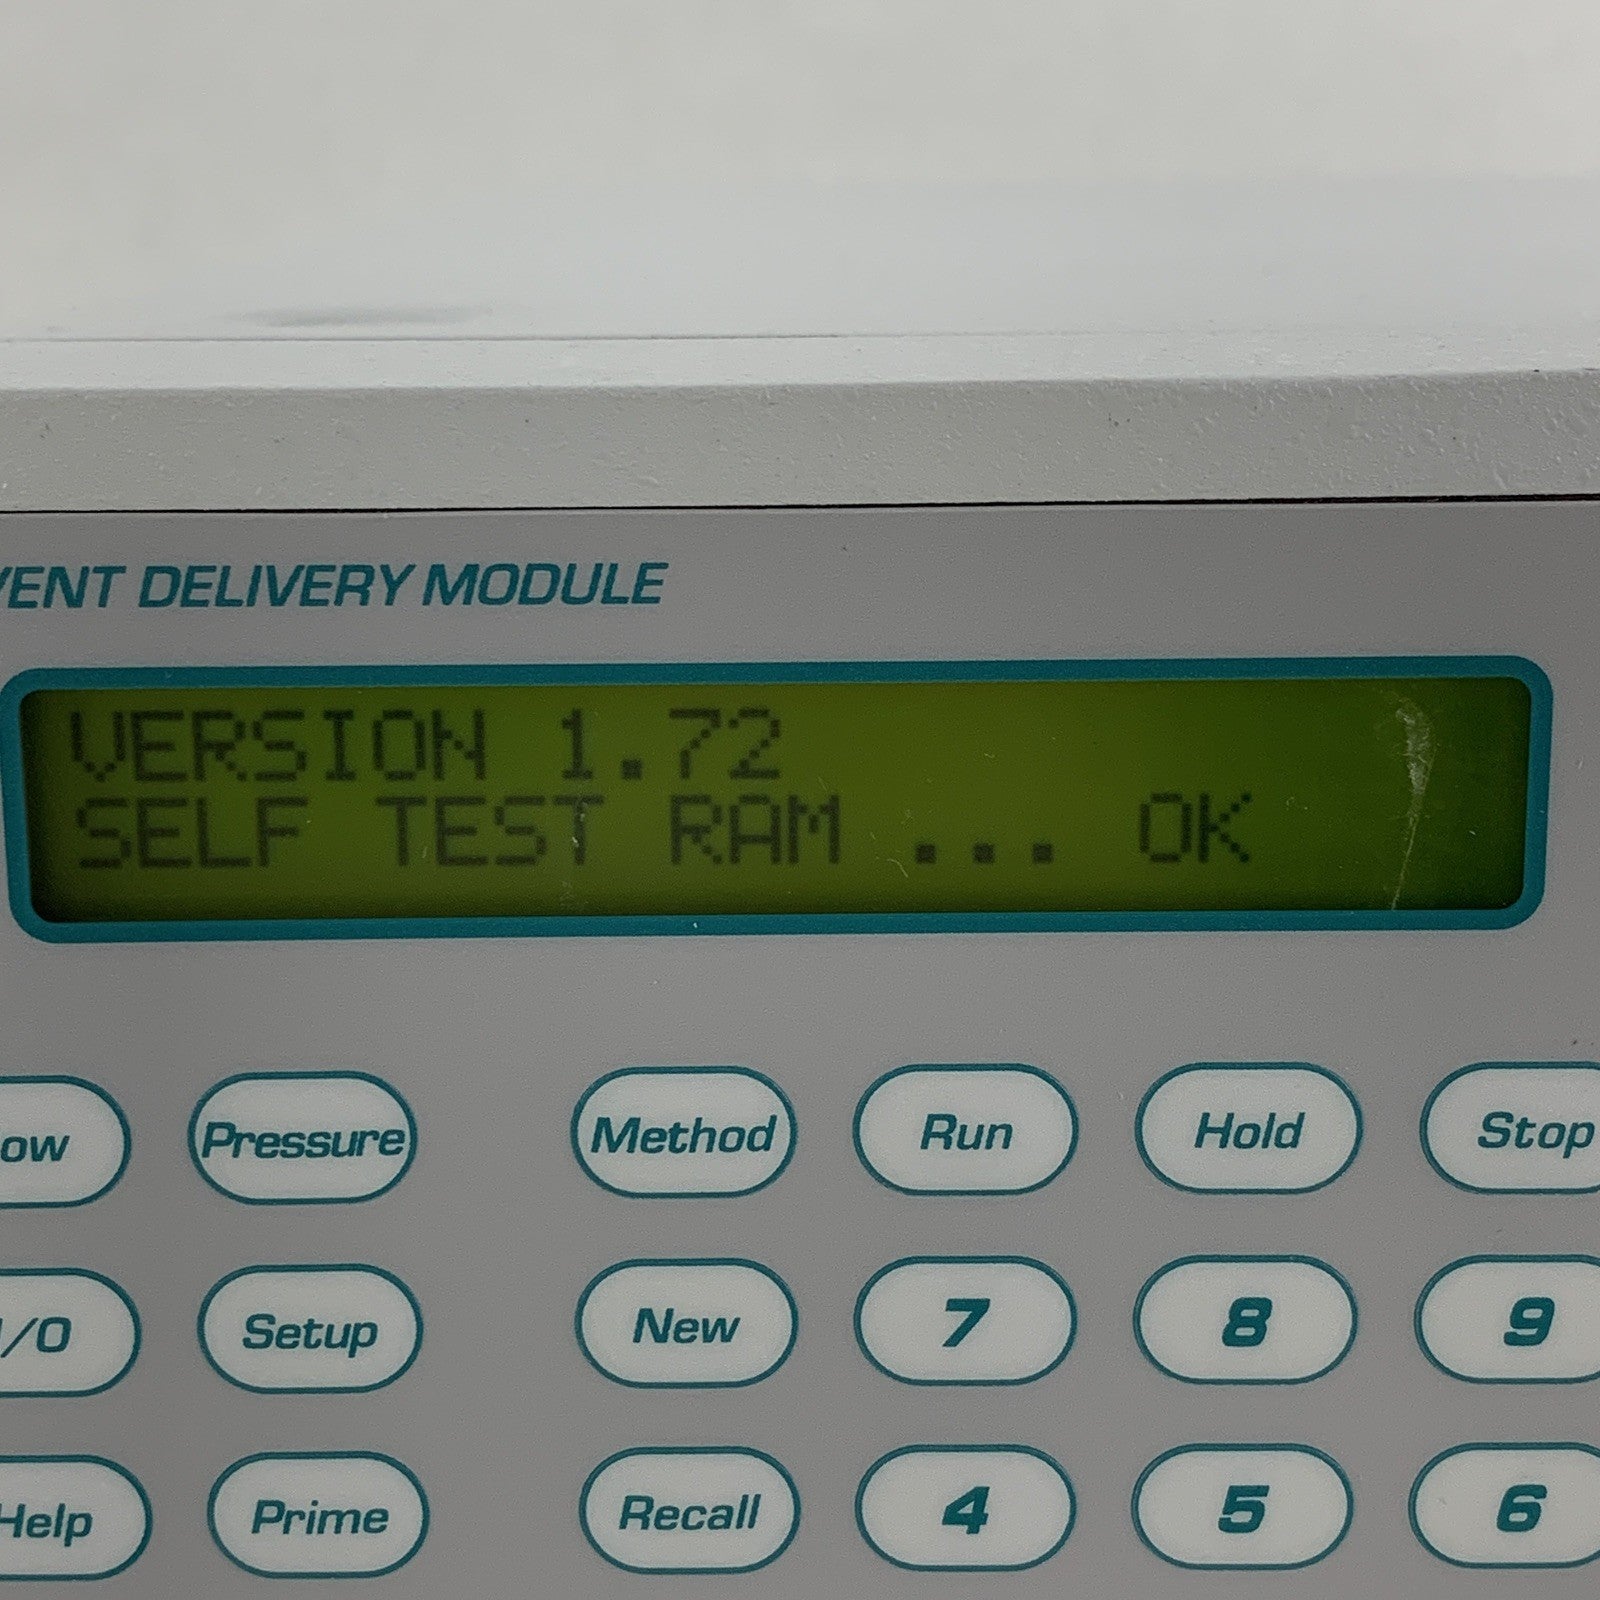 VENT DELIVERY MODULE
VERSION 1.72
SELF TEST RAM ... OK
ow Pressure Method Run Hold Stop
I/O Setup New 7 8 9
Help Prime Recall 4 5 6